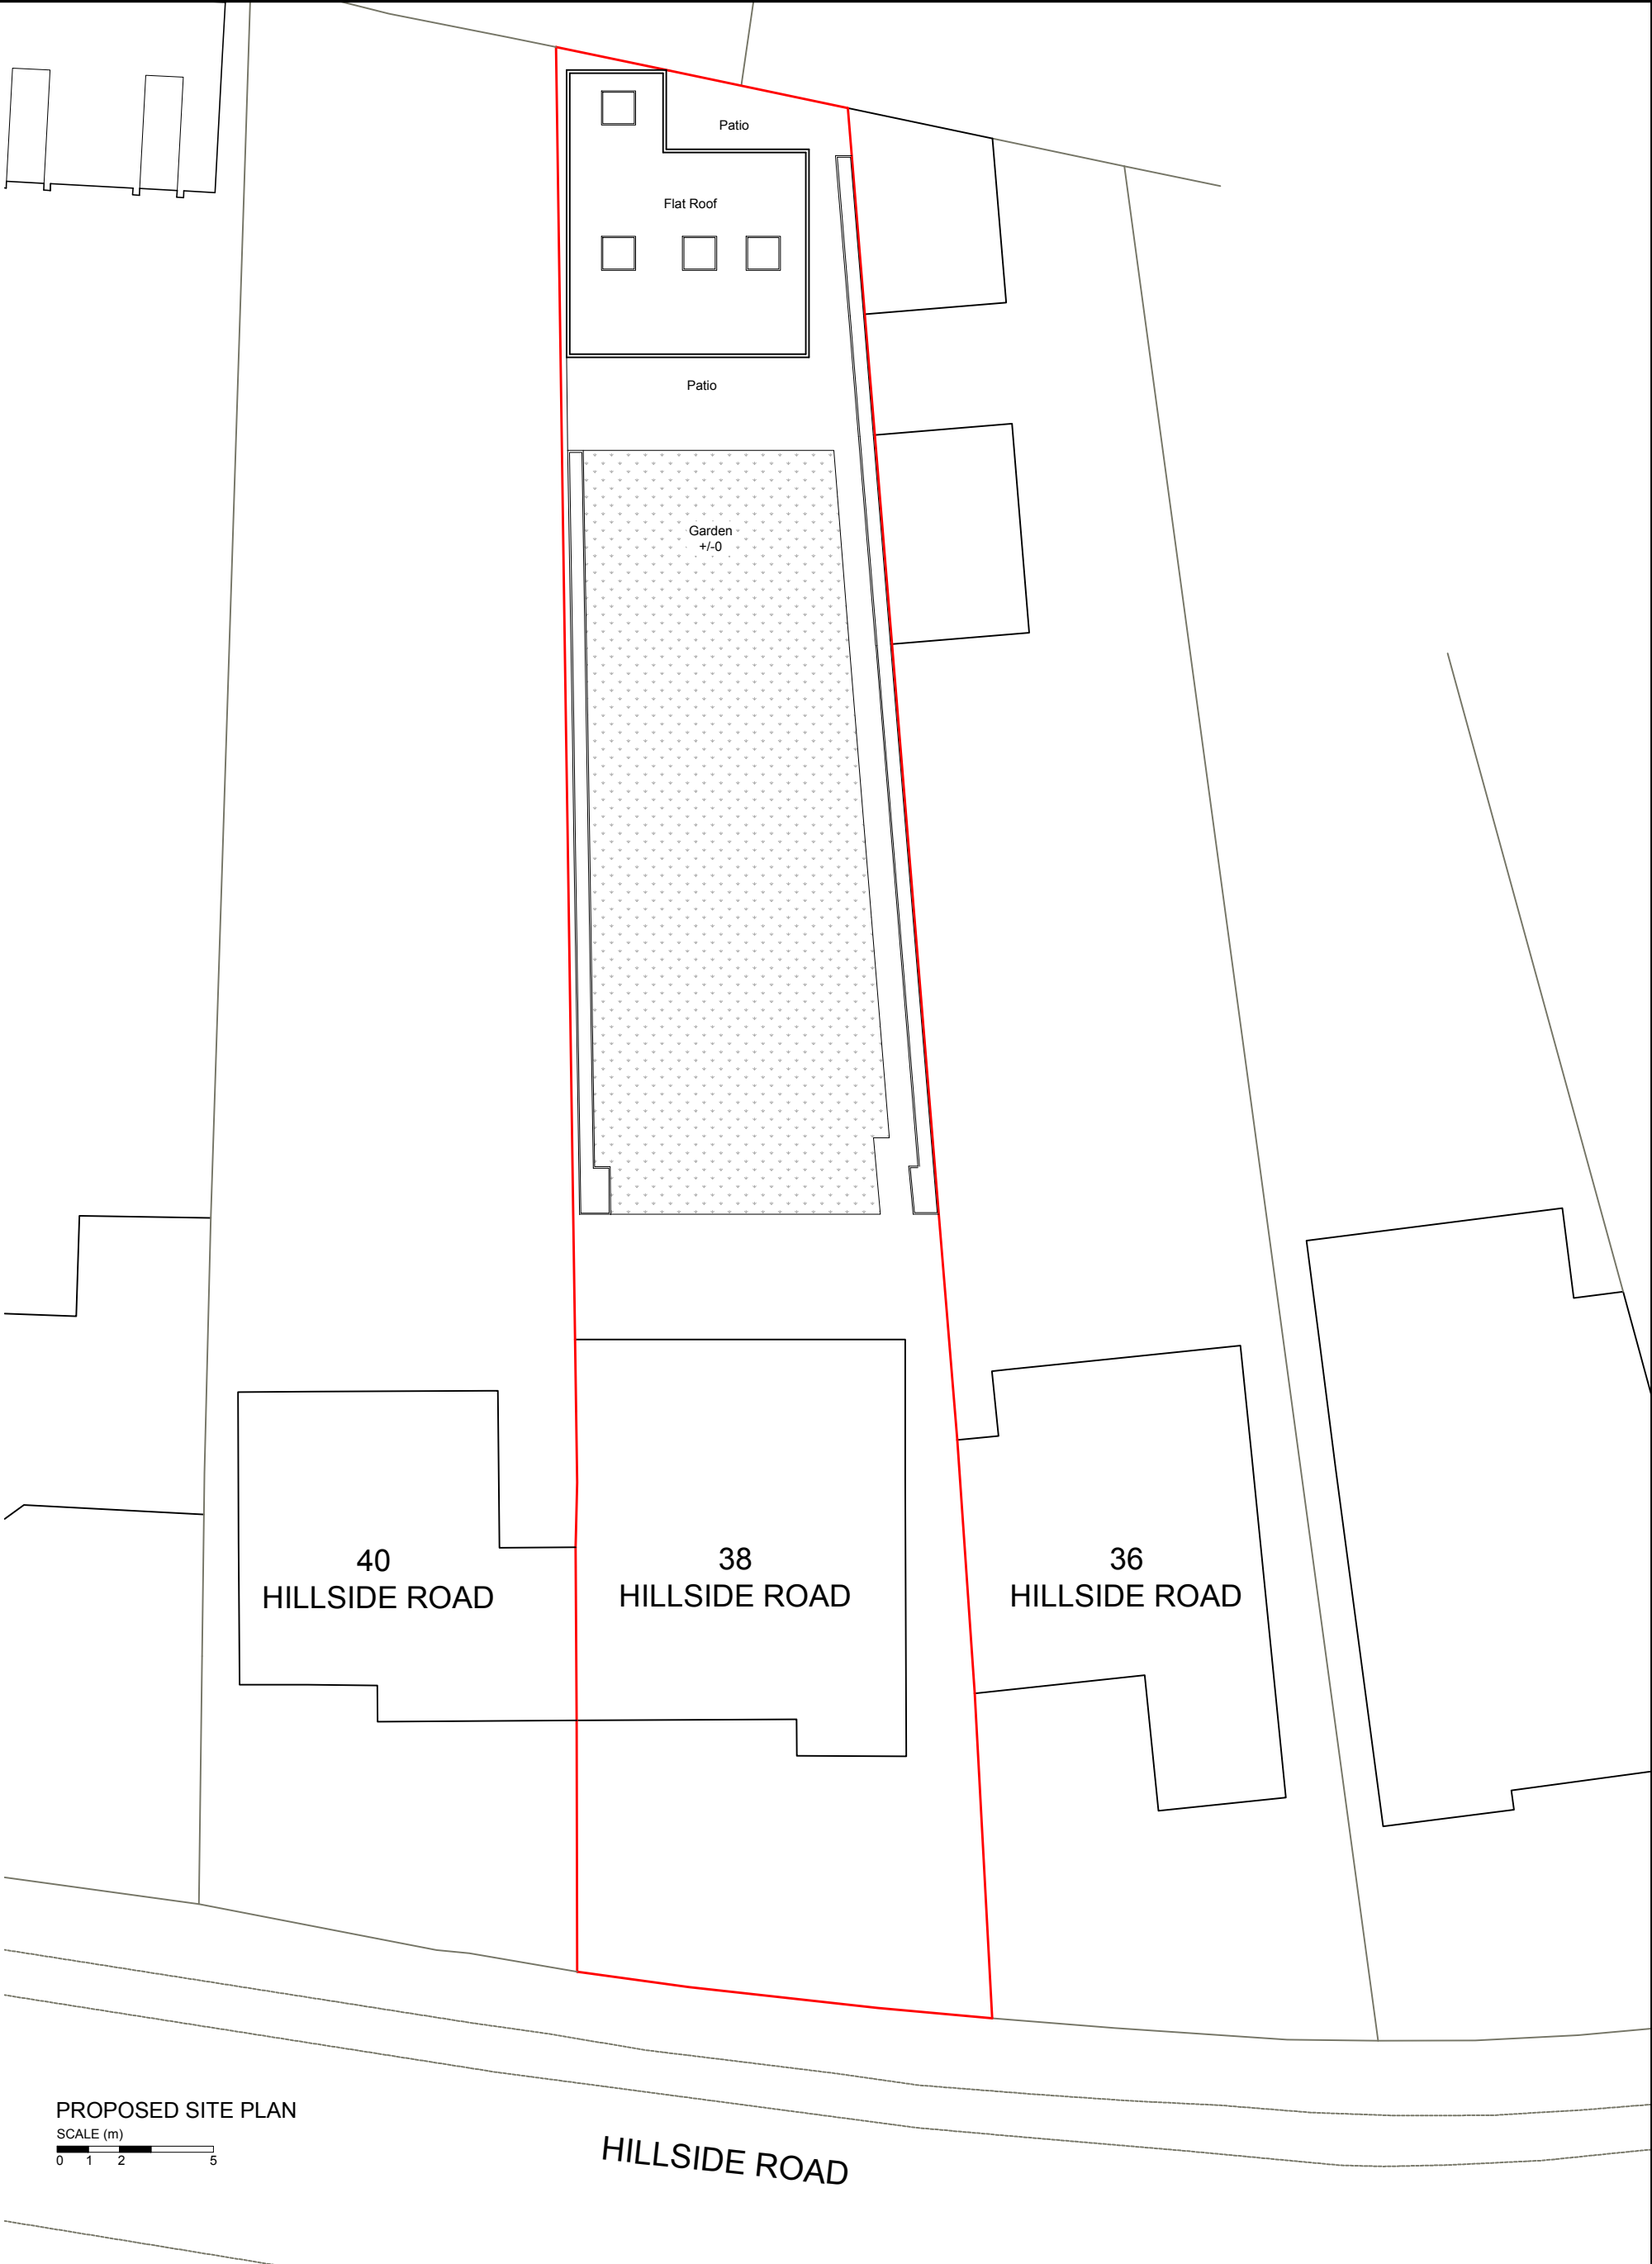 Patio
Flat Roof
Patio
Garden
+/-0
40
HILLSIDE ROAD
38
HILLSIDE ROAD
36
HILLSIDE ROAD
PROPOSED SITE PLAN
SCALE (m)
0 1 2 5
HILLSIDE ROAD